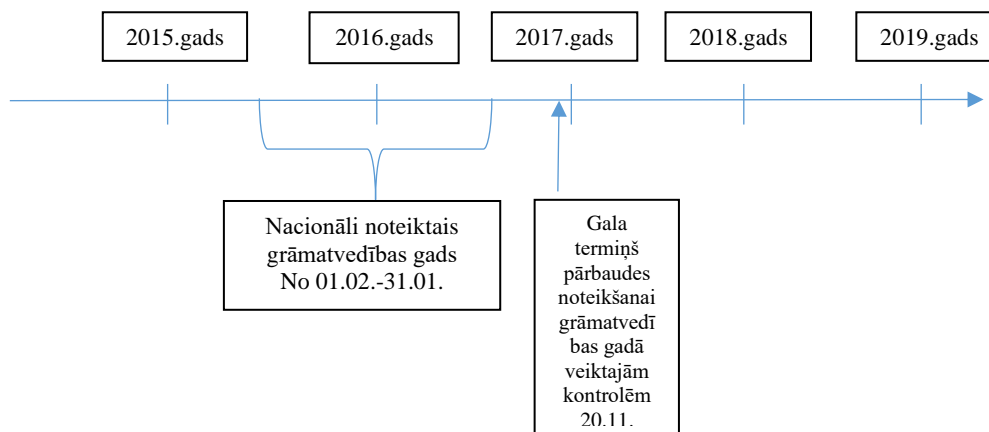 2015.gads
2016.gads
2017.gads
2018.gads
2019.gads
Nacionāli noteiktais
grāmatvedības gads
No 01.02.-31.01.
Gala
termiņš
pārbaudes
noteikšanai
grāmatvedī
bas gadā
veiktajām
kontrolēm
20.11.